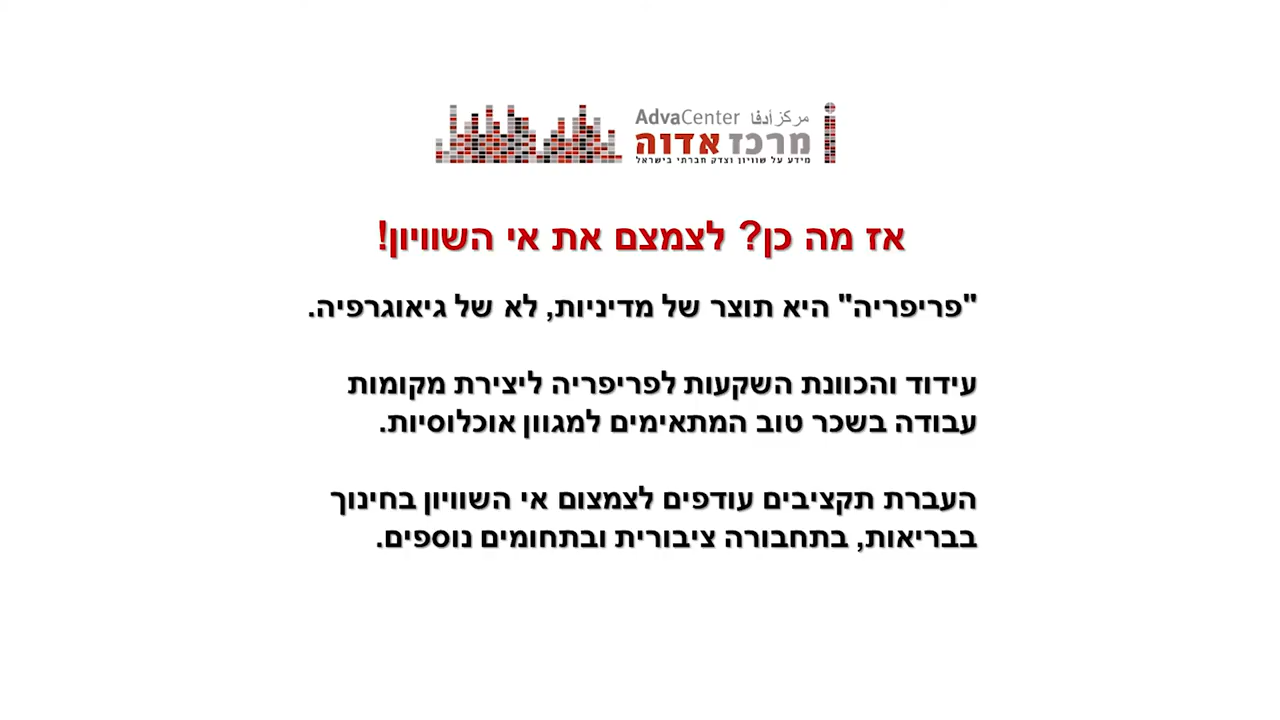 AdvaCenter مركز أدڤا
מרכז אדוה
מידע על שוויון וצדק חברתי בישראל
אז מה כן? לצמצם את אי השוויון!
"פריפריה" היא תוצר של מדיניות, לא של גיאוגרפיה.
עידוד והכוונת השקעות לפריפריה ליצירת מקומות
עבודה בשכר טוב המתאימים למגוון אוכלוסיות.
העברת תקציבים עודפים לצמצום אי השוויון בחינוך
בבריאות, בתחבורה ציבורית ובתחומים נוספים.